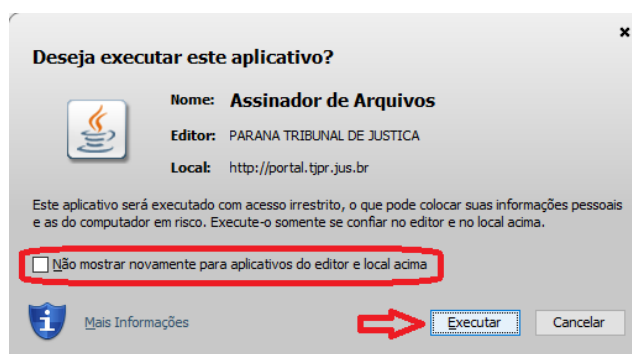 Deseja executar este aplicativo?
Nome: Assinador de Arquivos
Editor: PARANA TRIBUNAL DE JUSTICA
Local: http://portal.tjpr.jus.br
Este aplicativo será executado com acesso irrestrito, o que pode colocar suas informações pessoais
e as do computador em risco. Execute-o somente se confiar no editor e no local acima.
Não mostrar novamente para aplicativos do editor e local acima
Mais Informações Executar Cancelar